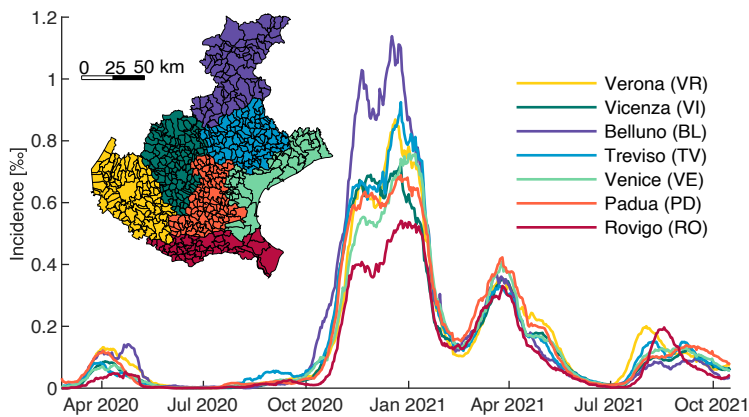 1.2
1
0.8
0.6
0.4
0.2
0
Incidence [‰]
0 25 50 km
Verona (VR)
Vicenza (VI)
Belluno (BL)
Treviso (TV)
Venice (VE)
Padua (PD)
Rovigo (RO)
Apr 2020 Jul 2020 Oct 2020 Jan 2021 Apr 2021 Jul 2021 Oct 2021